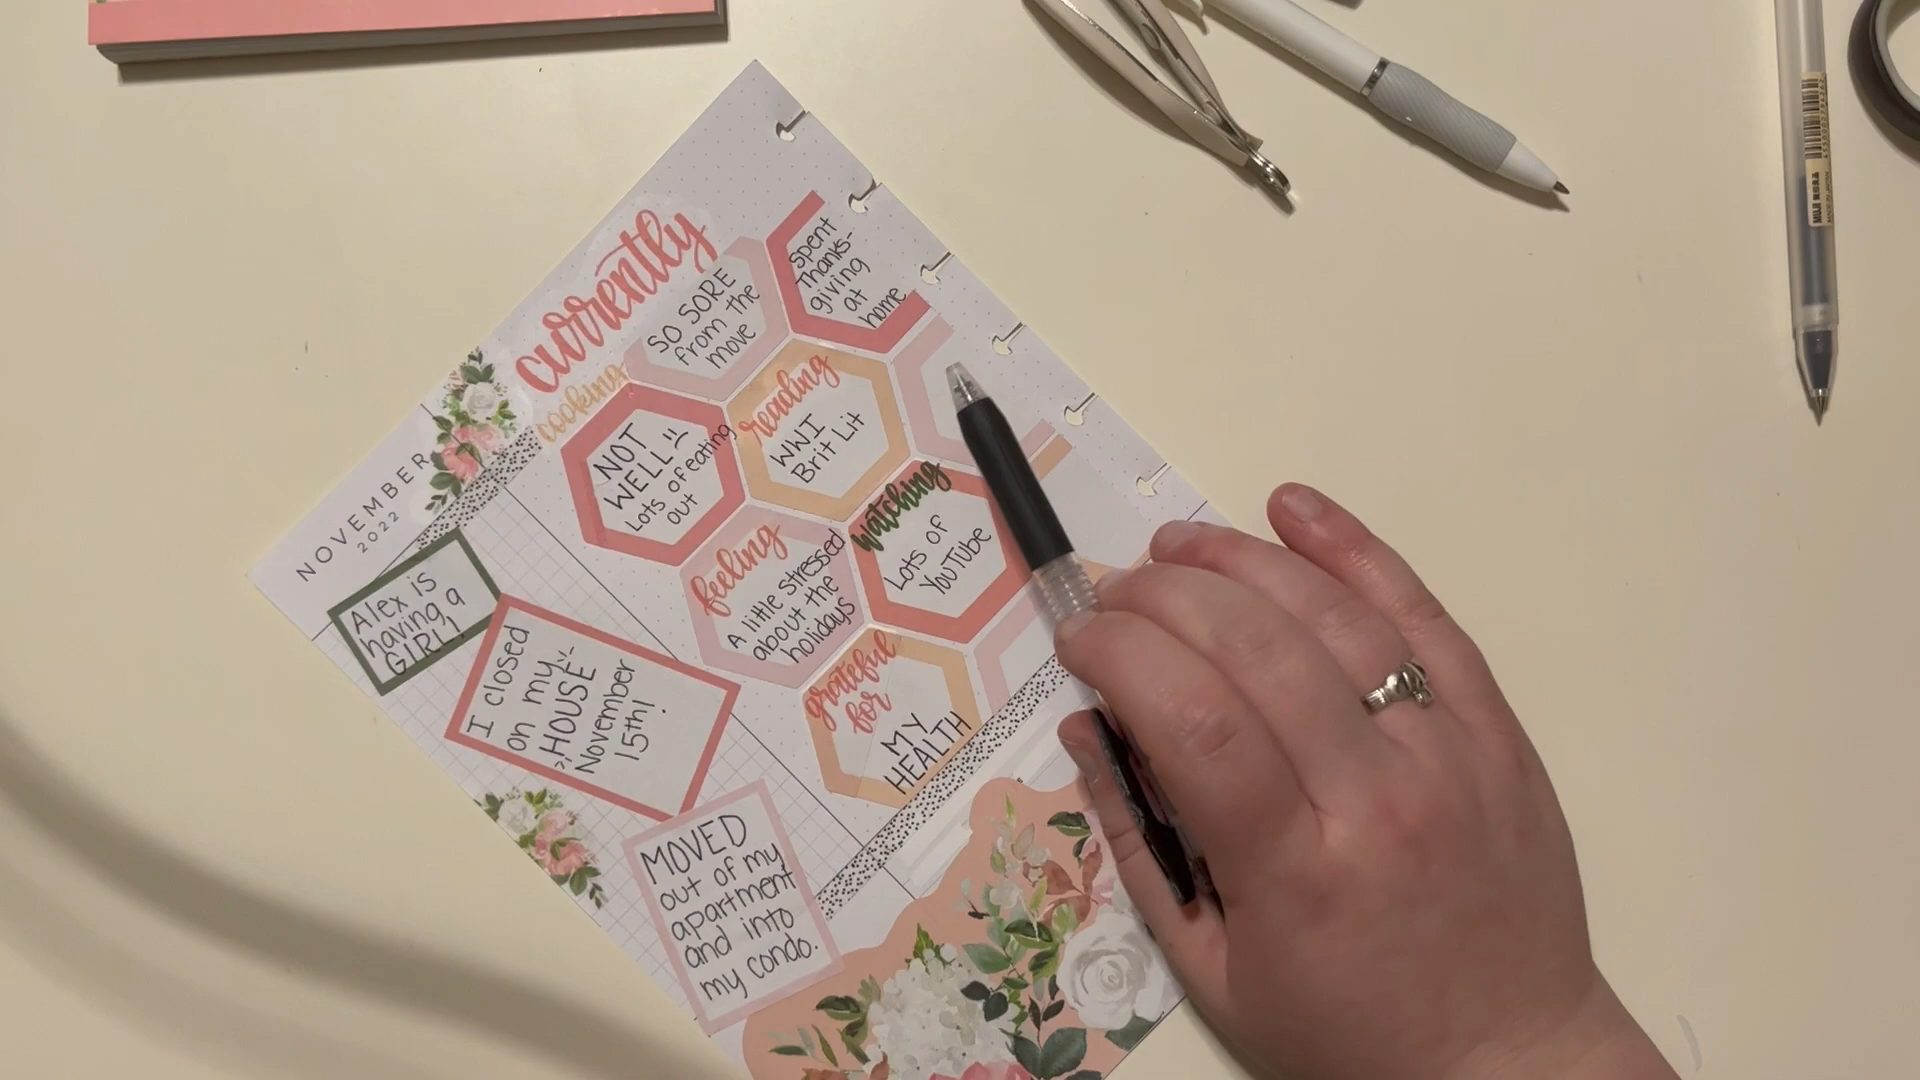 currently
NOVEMBER
2022
SO SORE
from the
move
Spent
Thanks-
giving
at
home
cooking
NOT
WELL
Lots of eating
out
reading
WWI
Brit Lit
feeling
A little stressed
about the
holidays
watching
Lots of
YouTube
grateful
for
MY
HEALTH
Alex is
having a
GIRL!
I closed
on my
HOUSE
November
15th!
MOVED
out of my
apartment
and into
my condo.
MUJI